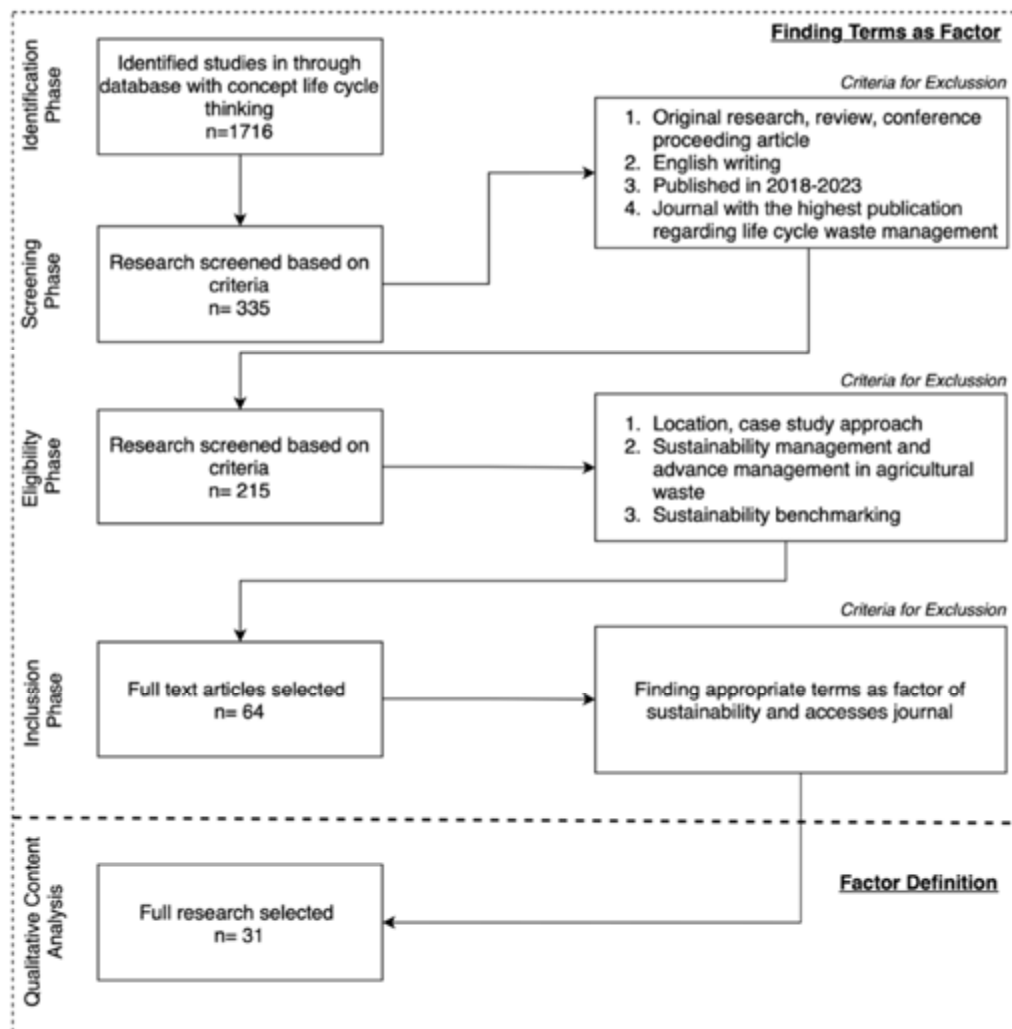 Finding Terms as Factor
Identification
Phase
Identified studies in through
database with concept life cycle
thinking
n=1716
Criteria for Exclussion
1. Original research, review, conference
proceeding article
2. English writing
3. Published in 2018-2023
4. Journal with the highest publication
regarding life cycle waste management
Screening
Phase
Research screened based on
criteria
n= 335
Criteria for Exclussion
Eligibility
Phase
Research screened based on
criteria
n= 215
1. Location, case study approach
2. Sustainability management and
advance management in agricultural
waste
3. Sustainability benchmarking
Criteria for Exclussion
Inclussion
Phase
Full text articles selected
n= 64
Finding appropriate terms as factor of
sustainability and accesses journal
Qualitative Content
Analysis
Full research selected
n= 31
Factor Definition